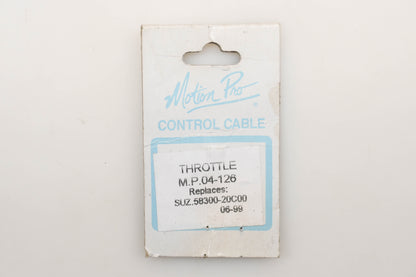 Motion Pro ®
CONTROL CABLE
THROTTLE
M.P.04-126
Replaces:
SUZ.58300-20C00
06-99